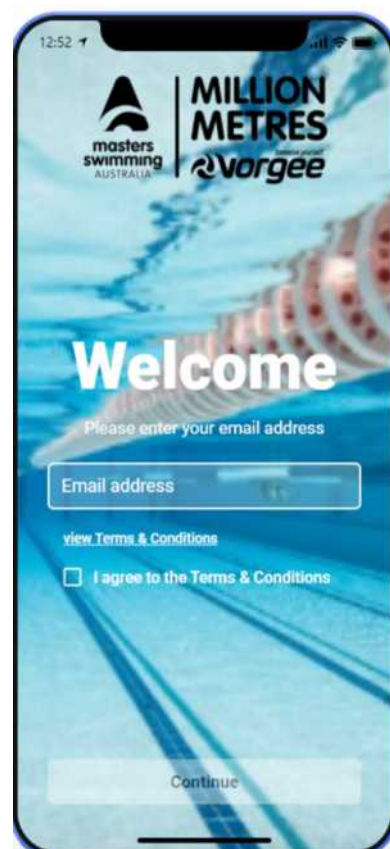 12:52
masters
swimming
AUSTRALIA
MILLION
METRES
Vorgee
Welcome
Please enter your email address
Email address
view Terms & Conditions
I agree to the Terms & Conditions
Continue